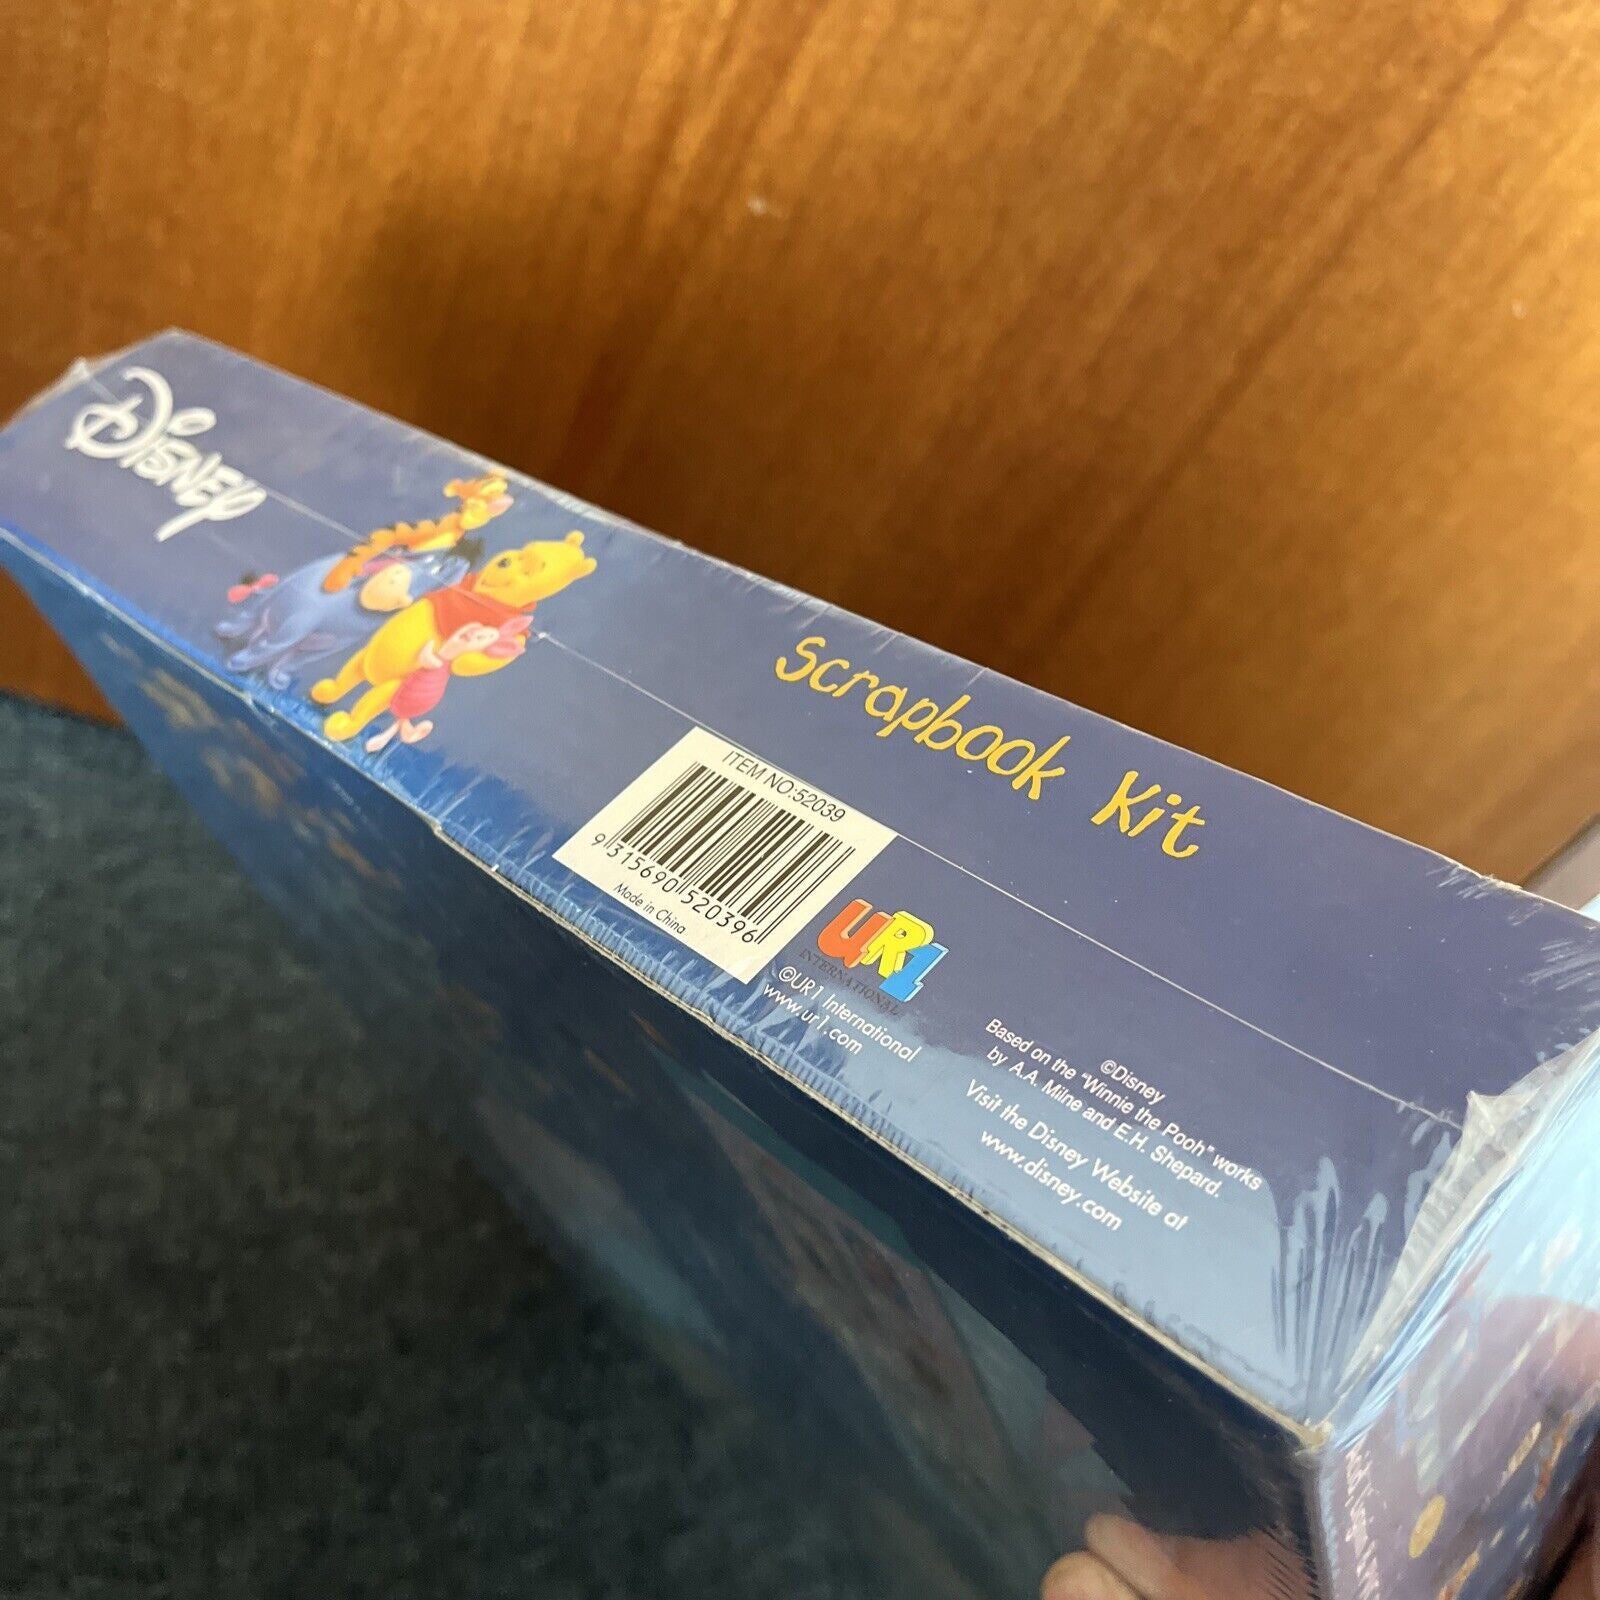 Disney
Scrapbook Kit
ITEM NO:52039
9 315690 520396
Made in China
UR1
INTERNATIONAL
©UR1 International
www.ur1.com
©Disney
Based on the "Winnie the Pooh" works
by A.A. Milne and E.H. Shepard.
Visit the Disney Website at
www.disney.com